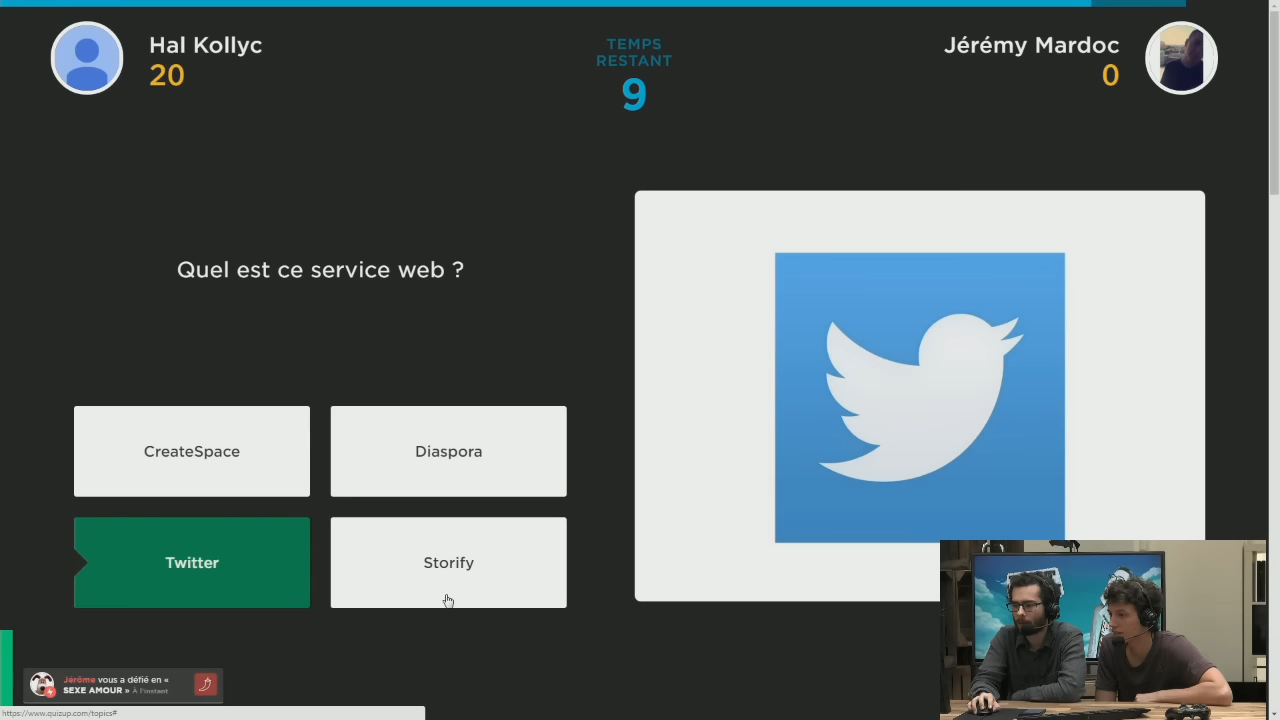 Hal Kollyc
20
TEMPS
RESTANT
9
Jérémy Mardoc
0
Quel est ce service web ?
CreateSpace
Diaspora
Twitter
Storify
Jérôme vous a défié en «
SEXE AMOUR » À l'instant
https://www.quizup.com/topics#